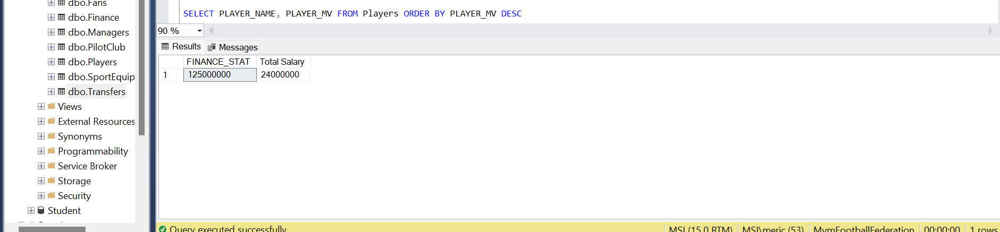 dbo.Fans
dbo.Finance
dbo.Managers
dbo.PilotClub
dbo.Players
dbo.SportEquip
dbo.Transfers
Views
External Resources
Synonyms
Programmability
Service Broker
Storage
Security
Student
SELECT PLAYER_NAME, PLAYER_MV FROM Players ORDER BY PLAYER_MV DESC
90 %
Results Messages
FINANCE_STAT Total Salary
1 125000000 24000000
Query executed successfully
MSI (15.0 RTM) MSI\meric (53) MvmFootballFederation 00:00:00 1 rows